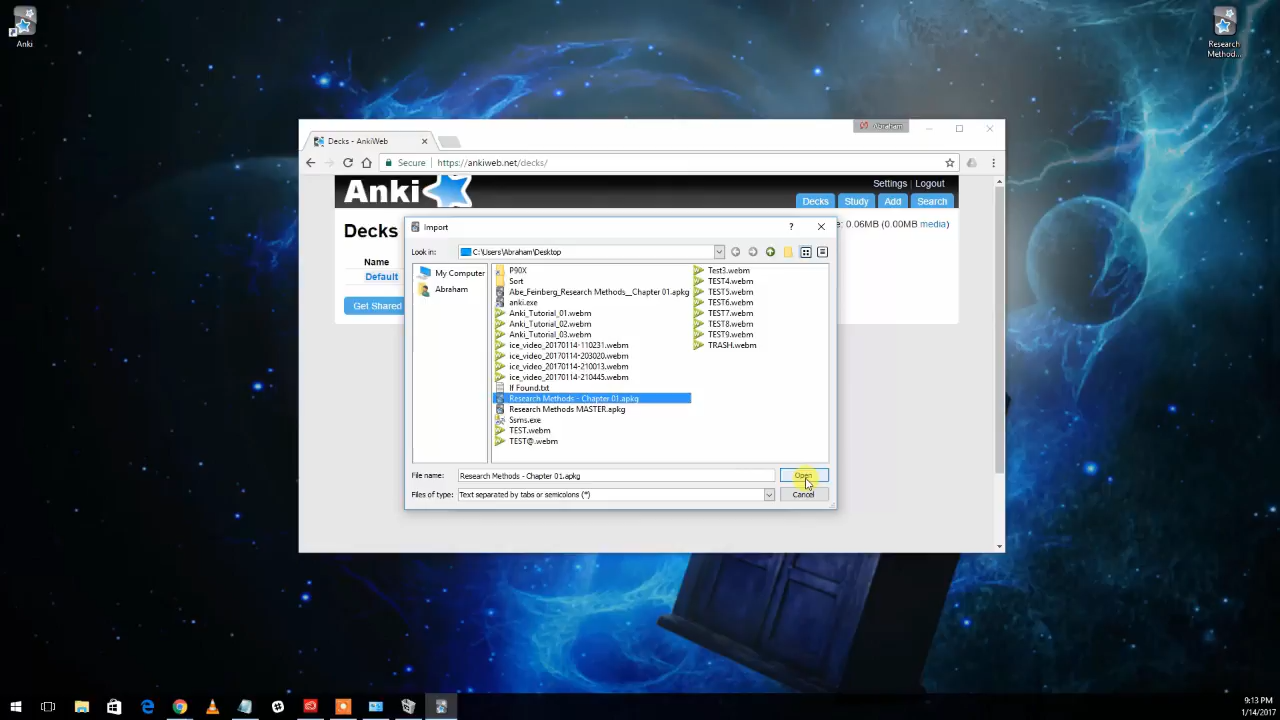 Anki
Research
Method...
Abraham
Decks - AnkiWeb
Secure
https://ankiweb.net/decks/
Anki
Settings
Logout
Decks
Study
Add
Search
Decks
e: 0.06MB (0.00MB media)
Name
Default
Get Shared
Import
?
Look in:
C:\Users\Abraham\Desktop
My Computer
Abraham
P90X
Sort
Abe_Feinberg_Research Methods__Chapter 01.apkg
anki.exe
Anki_Tutorial_01.webm
Anki_Tutorial_02.webm
Anki_Tutorial_03.webm
ice_video_20170114-110231.webm
ice_video_20170114-203020.webm
ice_video_20170114-210013.webm
ice_video_20170114-210445.webm
If Found.txt
Research Methods - Chapter 01.apkg
Research Methods MASTER.apkg
Ssms.exe
TEST.webm
TEST@.webm
Test3.webm
TEST4.webm
TEST5.webm
TEST6.webm
TEST7.webm
TEST8.webm
TEST9.webm
TRASH.webm
File name:
Research Methods - Chapter 01.apkg
Open
Files of type:
Text separated by tabs or semicolons (*)
Cancel
9:13 PM
1/14/2017